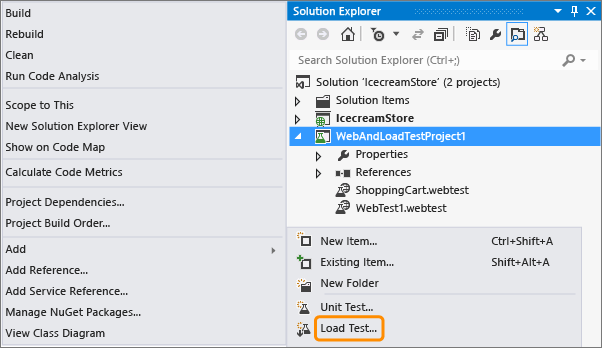 Build
Rebuild
Clean
Run Code Analysis
Scope to This
New Solution Explorer View
Show on Code Map
Calculate Code Metrics
Project Dependencies...
Project Build Order...
Add
Add Reference...
Add Service Reference...
Manage NuGet Packages...
View Class Diagram
Solution Explorer
Search Solution Explorer (Ctrl+;)
Solution 'IcecreamStore' (2 projects)
Solution Items
IcecreamStore
WebAndLoadTestProject1
Properties
References
ShoppingCart.webtest
WebTest1.webtest
New Item... Ctrl+Shift+A
Existing Item... Shift+Alt+A
New Folder
Unit Test...
Load Test...